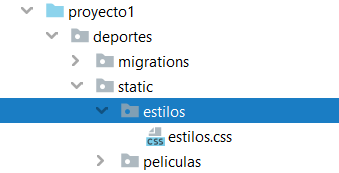 proyecto1
deportes
migrations
static
estilos
CSS estilos.css
peliculas